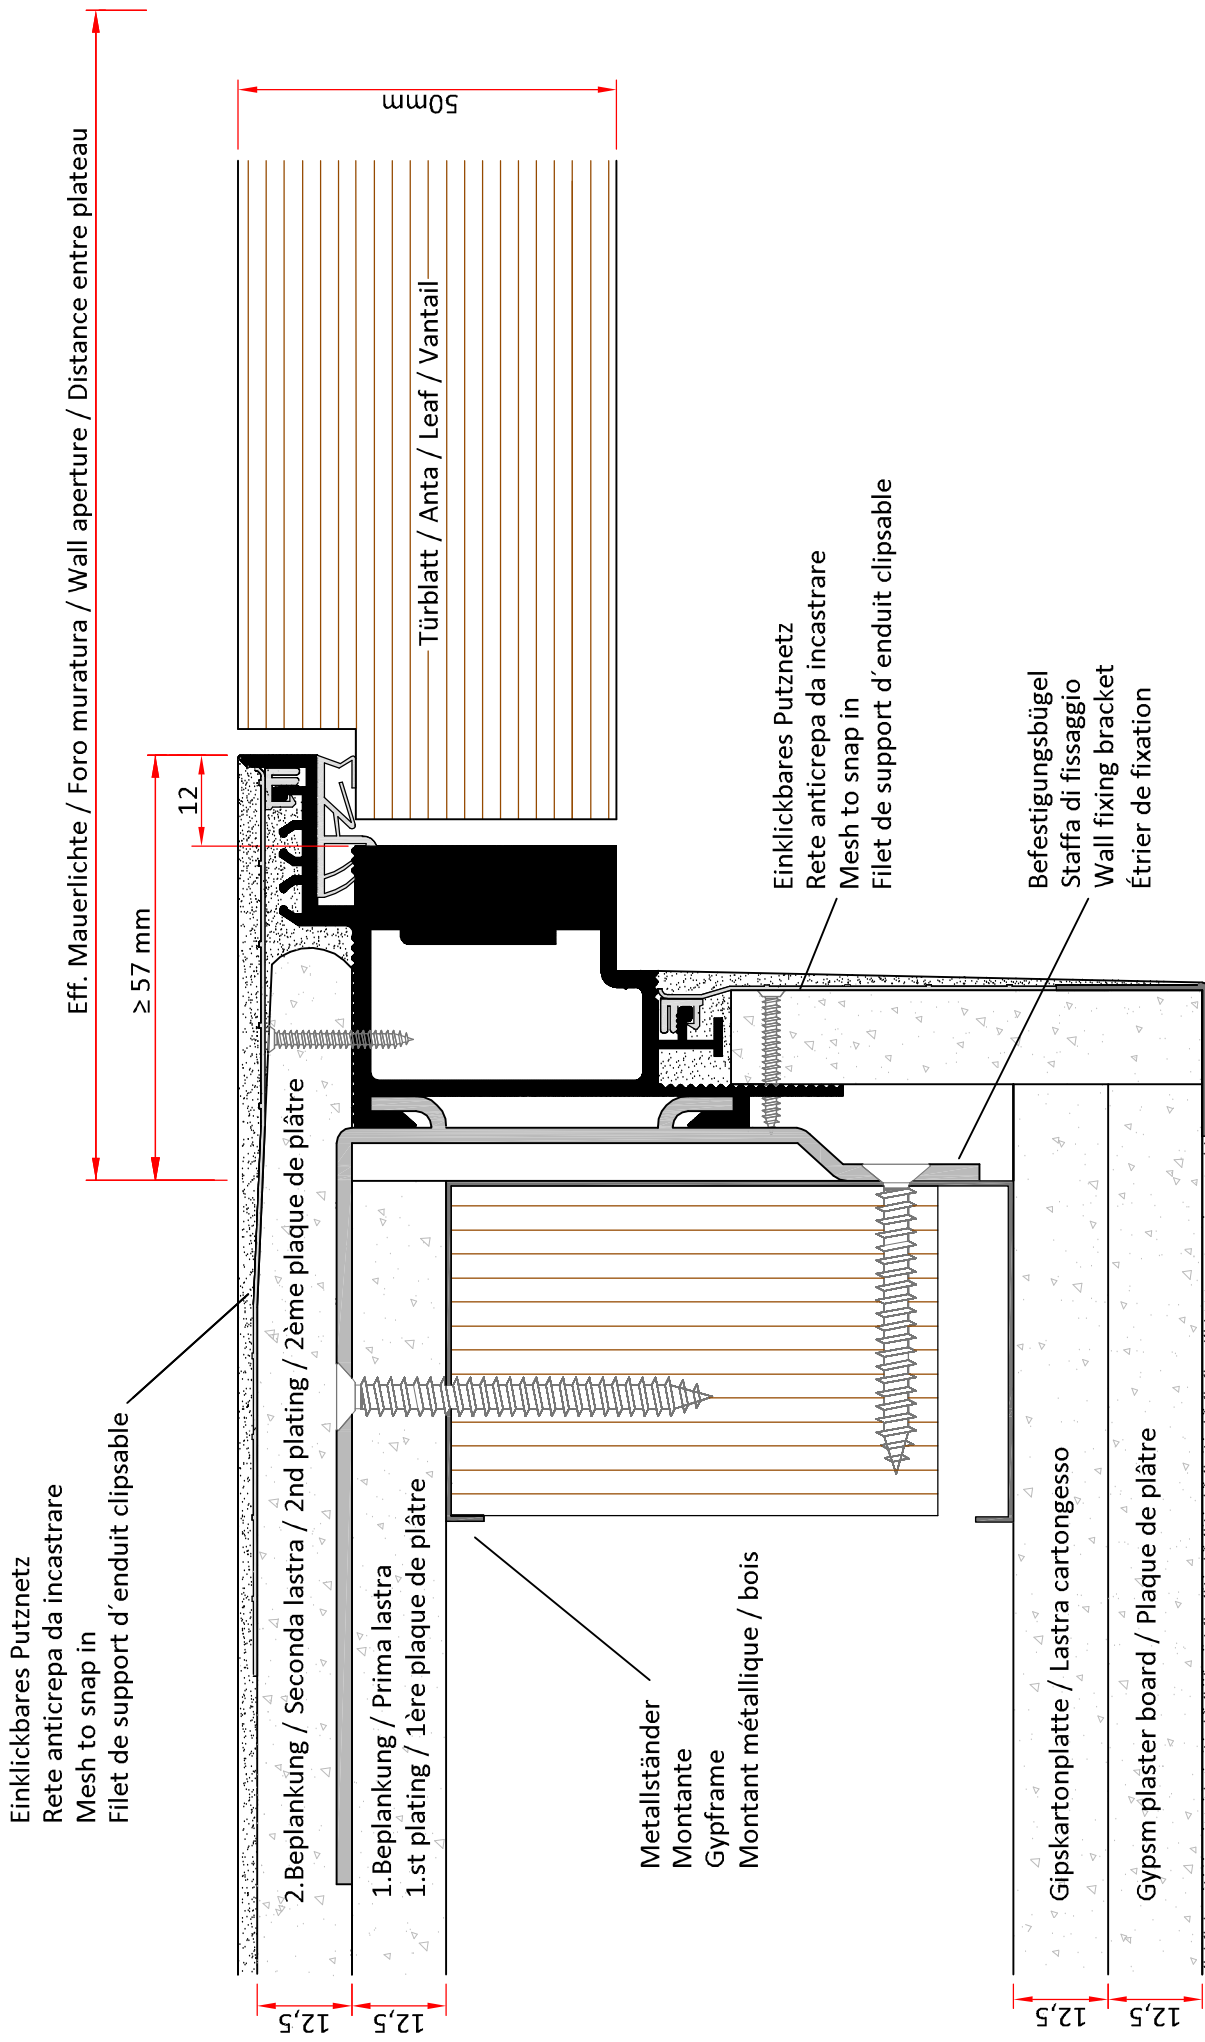 Einklickbares Putznetz
Rete anticrepa da incastrare
Mesh to snap in
Filet de support d´enduit clipsable
Eff. Mauerlichte / Foro muratura / Wall aperture / Distance entre plateau
≥ 57 mm
12
50mm
2.Beplankung / Seconda lastra / 2nd plating / 2ème plaque de plâtre
1.Beplankung / Prima lastra
1.st plating / 1ère plaque de plâtre
Türblatt / Anta / Leaf / Vantail
Metallständer
Montante
Gypframe
Montant métallique / bois
Einklickbares Putznetz
Rete anticrepa da incastrare
Mesh to snap in
Filet de support d´enduit clipsable
Befestigungsbügel
Staffa di fissaggio
Wall fixing bracket
Étrier de fixation
Gipskartonplatte / Lastra cartongesso
Gypsm plaster board / Plaque de plâtre
12,5
12,5
12,5
12,5